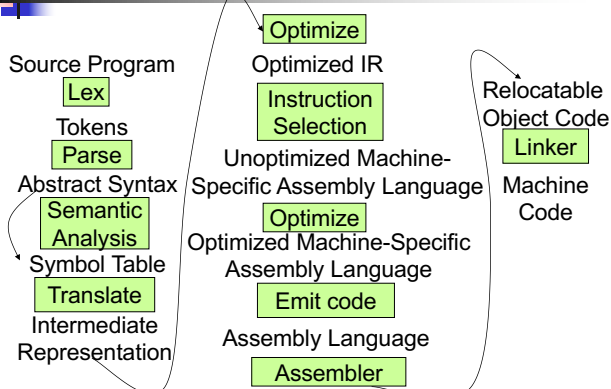 Source Program
Lex
Tokens
Parse
Abstract Syntax
Semantic
Analysis
Symbol Table
Translate
Intermediate
Representation
Optimize
Optimized IR
Instruction
Selection
Unoptimized Machine-
Specific Assembly Language
Optimize
Optimized Machine-Specific
Assembly Language
Emit code
Assembly Language
Assembler
Relocatable
Object Code
Linker
Machine
Code